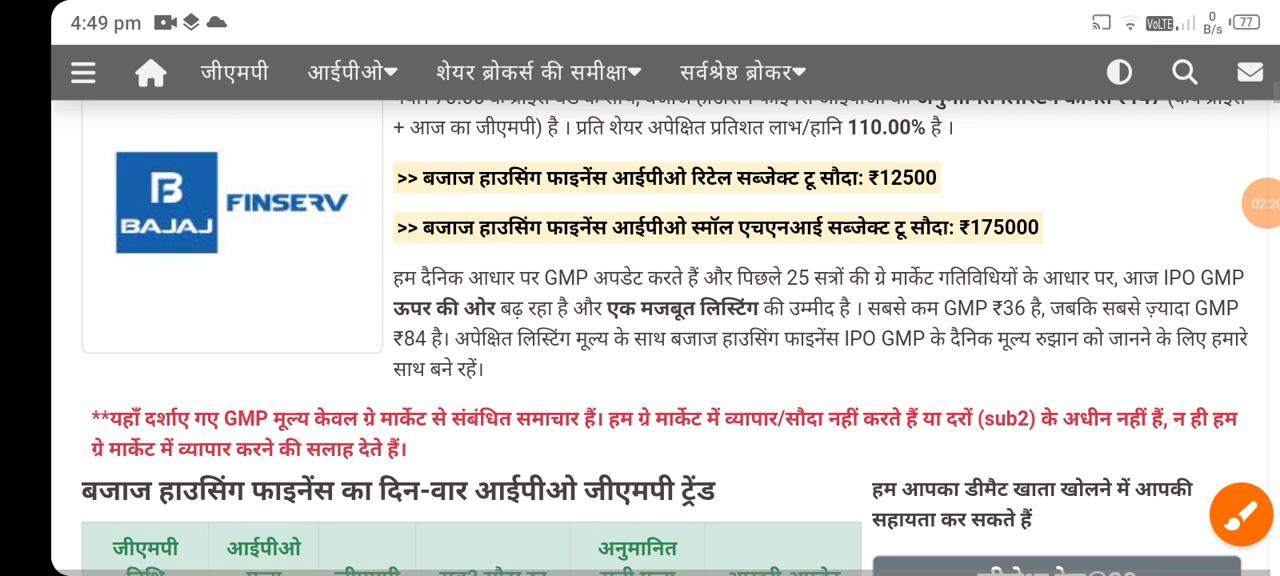 4:49 pm
VoLTE
0 B/s
77
जीएमपी आईपीओ शेयर ब्रोकर्स की समीक्षा सर्वश्रेष्ठ ब्रोकर
+ आज का जीएमपी) है । प्रति शेयर अपेक्षित प्रतिशत लाभ/हानि 110.00% है ।
B
BAJAJ FINSERV
>> बजाज हाउसिंग फाइनेंस आईपीओ रिटेल सब्जेक्ट टू सौदा: ₹12500
02:20
>> बजाज हाउसिंग फाइनेंस आईपीओ स्मॉल एचएनआई सब्जेक्ट टू सौदा: ₹175000
हम दैनिक आधार पर GMP अपडेट करते हैं और पिछले 25 सत्रों की ग्रे मार्केट गतिविधियों के आधार पर, आज IPO GMP
ऊपर की ओर बढ़ रहा है और एक मजबूत लिस्टिंग की उम्मीद है । सबसे कम GMP ₹36 है, जबकि सबसे ज़्यादा GMP
₹84 है। अपेक्षित लिस्टिंग मूल्य के साथ बजाज हाउसिंग फाइनेंस IPO GMP के दैनिक मूल्य रुझान को जानने के लिए हमारे
साथ बने रहें।
**यहाँ दर्शाए गए GMP मूल्य केवल ग्रे मार्केट से संबंधित समाचार हैं। हम ग्रे मार्केट में व्यापार/सौदा नहीं करते हैं या दरों (sub2) के अधीन नहीं हैं, न ही हम
ग्रे मार्केट में व्यापार करने की सलाह देते हैं।
बजाज हाउसिंग फाइनेंस का दिन-वार आईपीओ जीएमपी ट्रेंड
हम आपका डीमैट खाता खोलने में आपकी
सहायता कर सकते हैं
जीएमपी आईपीओ अनुमानित